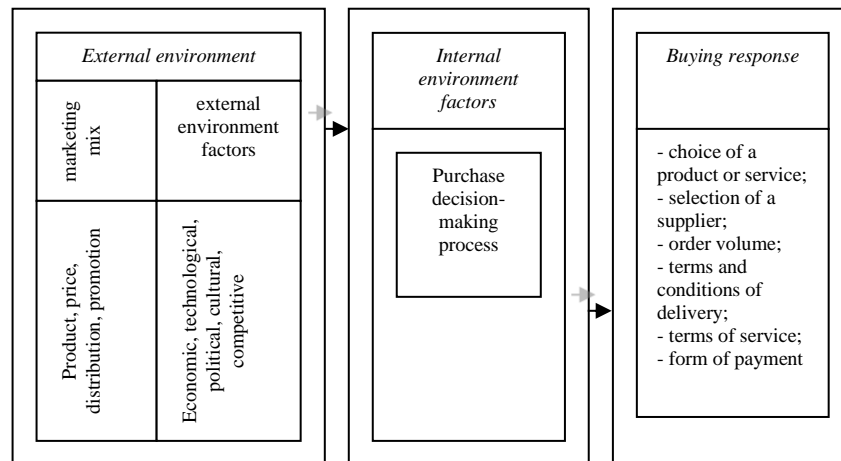 External environment
marketing
mix
external
environment
factors
Product, price,
distribution, promotion
Economic, technological,
political, cultural,
competitive
Internal
environment
factors
Purchase
decision-
making
process
Buying response
- choice of a
product or service;
- selection of a
supplier;
- order volume;
- terms and
conditions of
delivery;
- terms of service;
- form of payment